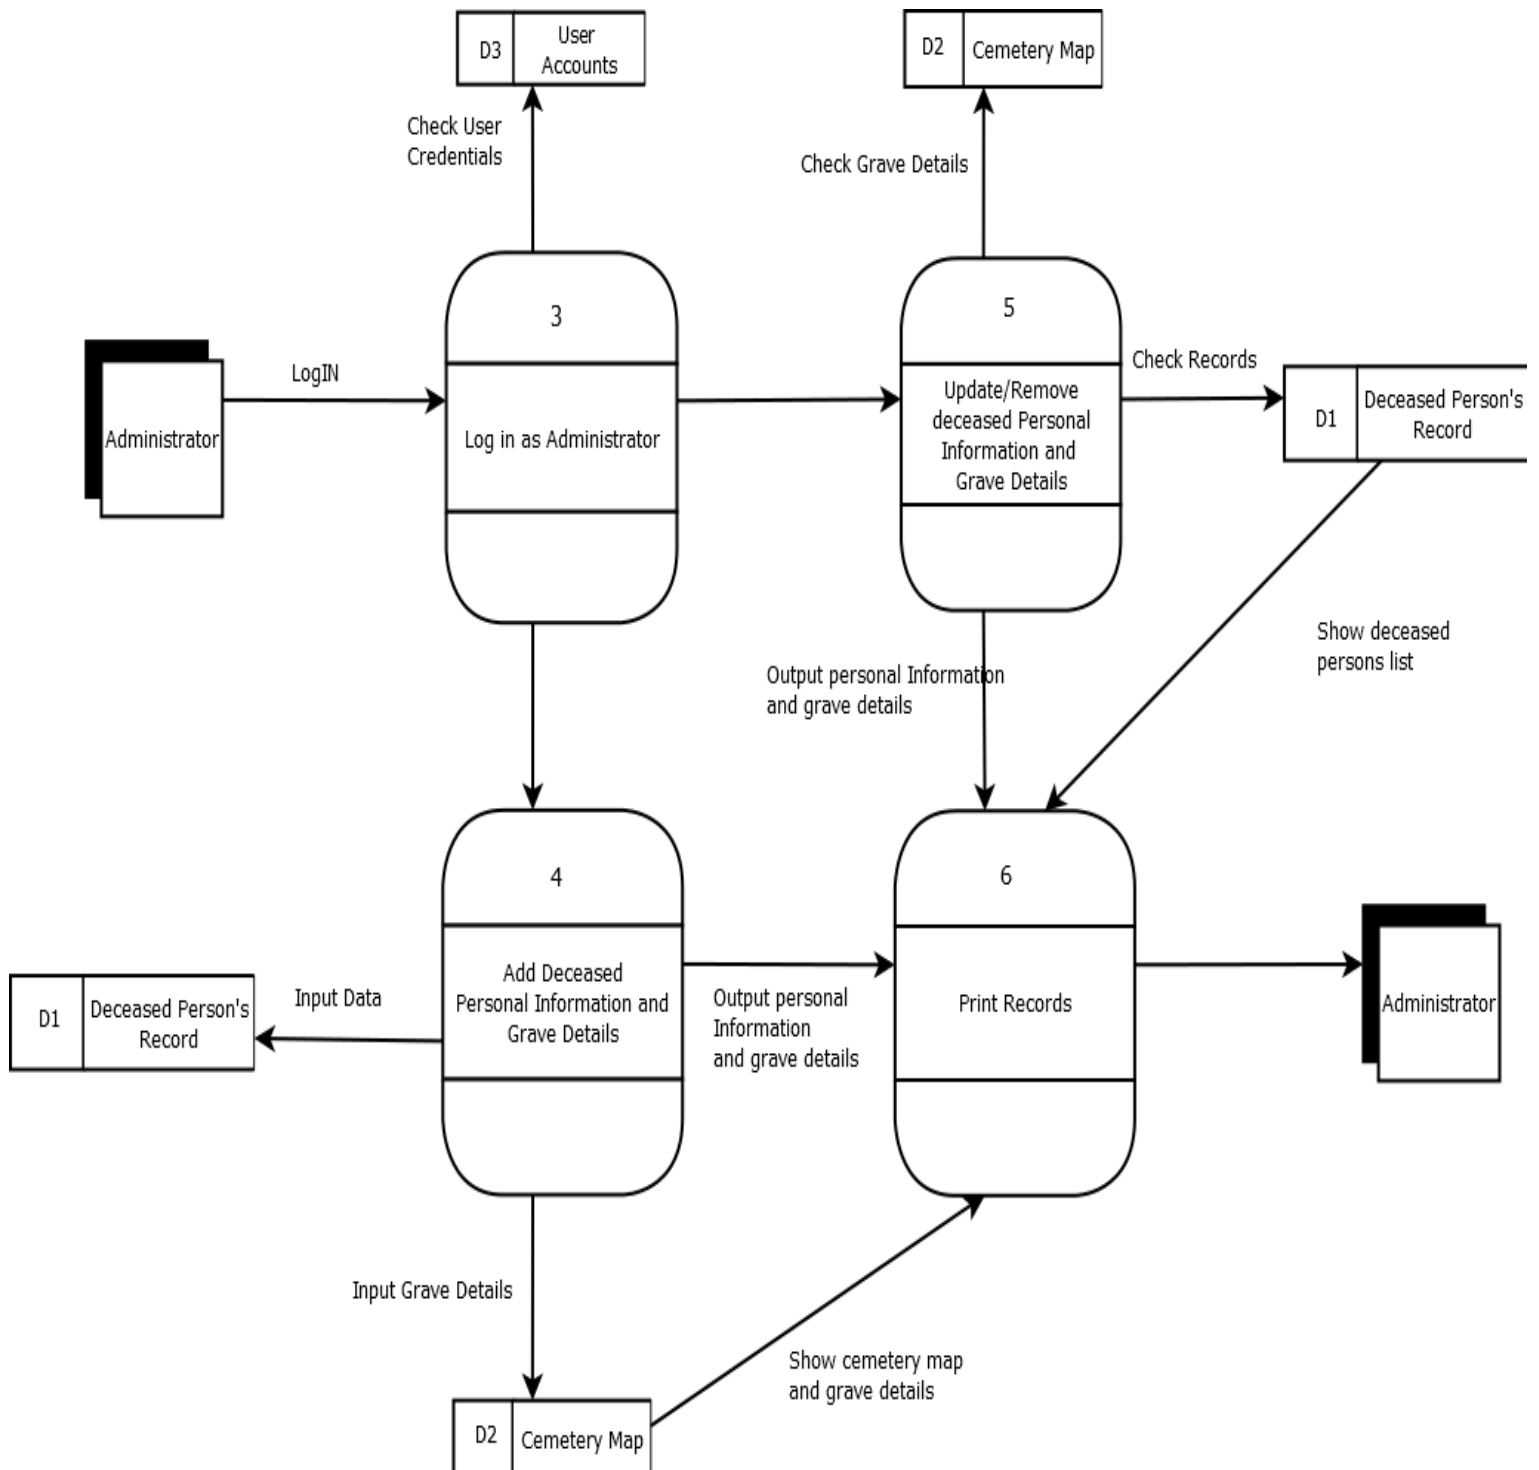 D3
User
Accounts
D2
Cemetery Map
Check User
Credentials
Check Grave Details
3
5
LogIN
Check Records
Administrator
Log in as Administrator
Update/Remove
deceased Personal
Information and
Grave Details
D1
Deceased Person's
Record
Output personal Information
and grave details
Show deceased
persons list
4
6
D1
Deceased Person's
Record
Input Data
Add Deceased
Personal Information and
Grave Details
Output personal
Information
and grave details
Print Records
Administrator
Input Grave Details
Show cemetery map
and grave details
D2
Cemetery Map